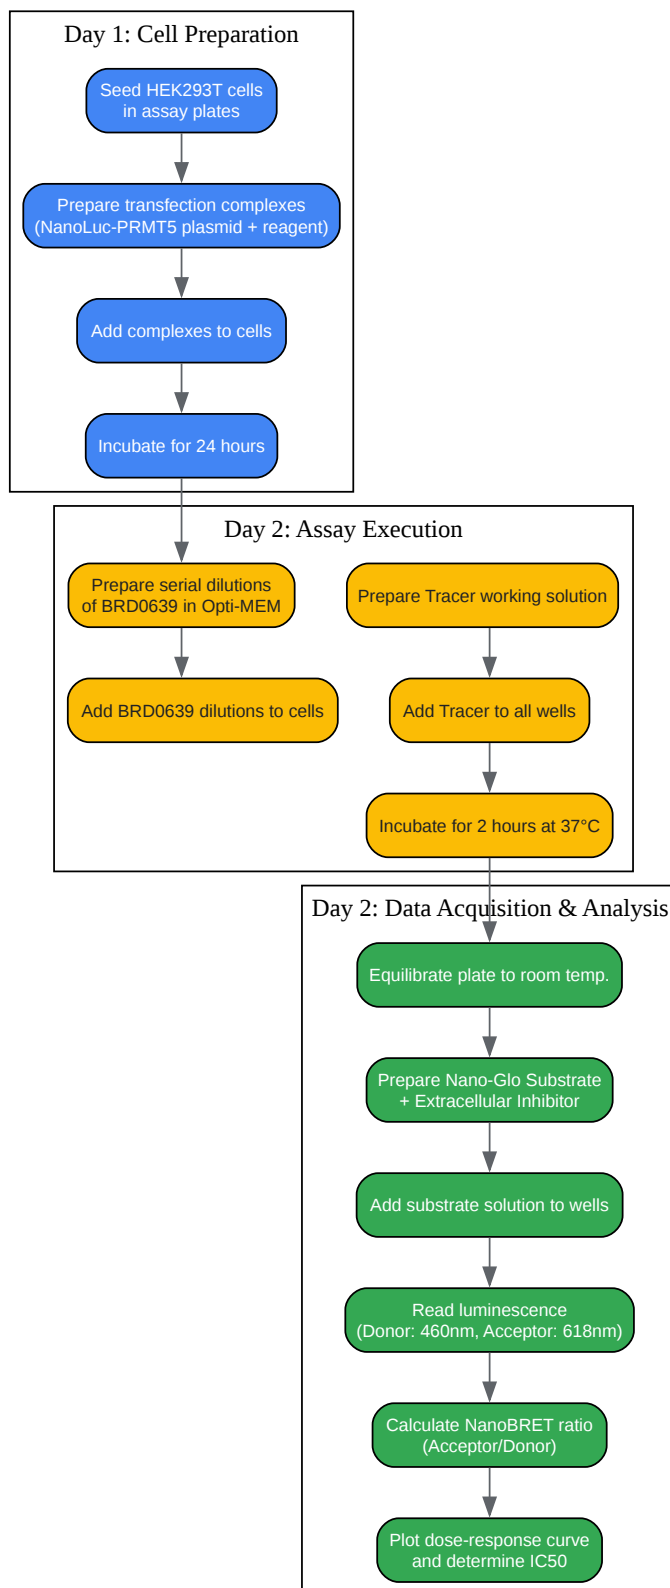 Day 1: Cell Preparation
Seed HEK293T cells
in assay plates
Prepare transfection complexes
(NanoLuc-PRMT5 plasmid + reagent)
Add complexes to cells
Incubate for 24 hours
Day 2: Assay Execution
Prepare serial dilutions
of BRD0639 in Opti-MEM
Add BRD0639 dilutions to cells
Prepare Tracer working solution
Add Tracer to all wells
Incubate for 2 hours at 37°C
Day 2: Data Acquisition & Analysis
Equilibrate plate to room temp.
Prepare Nano-Glo Substrate
+ Extracellular Inhibitor
Add substrate solution to wells
Read luminescence
(Donor: 460nm, Acceptor: 618nm)
Calculate NanoBRET ratio
(Acceptor/Donor)
Plot dose-response curve
and determine IC50